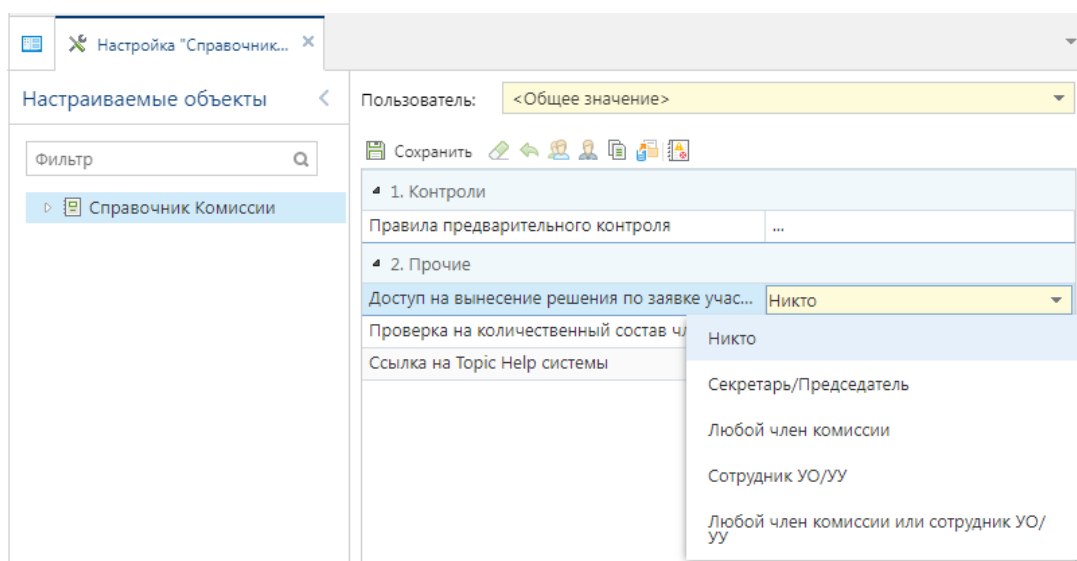 Настройка "Справочник...
Настраиваемые объекты
Пользователь: <Общее значение>
Фильтр
Сохранить
Справочник Комиссии
1. Контроли
Правила предварительного контроля ...
2. Прочие
Доступ на вынесение решения по заявке учас... Никто
Проверка на количественный состав чл
Ссылка на Topic Help системы
Никто
Секретарь/Председатель
Любой член комиссии
Сотрудник УО/УУ
Любой член комиссии или сотрудник УО/
УУ